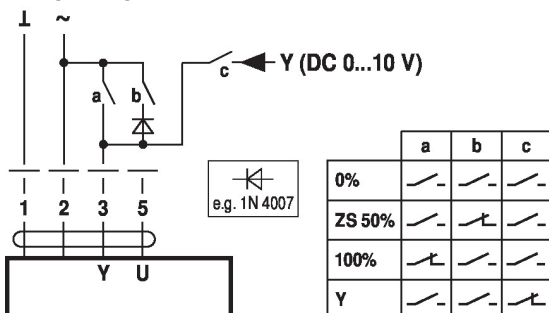 ⊥ ~
a b c Y (DC 0...10 V)
1 2 3 5
Y U
e.g. 1N 4007
a b c
0%
ZS 50%
100%
Y